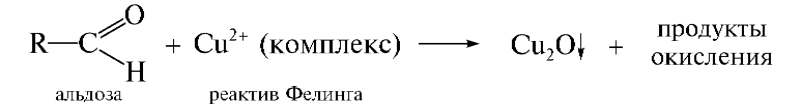 R—C=O
H
+ Cu²⁺ (комплекс) ⟶ Cu₂O↓ + продукты окисления
альдоза
реактив Фелинга